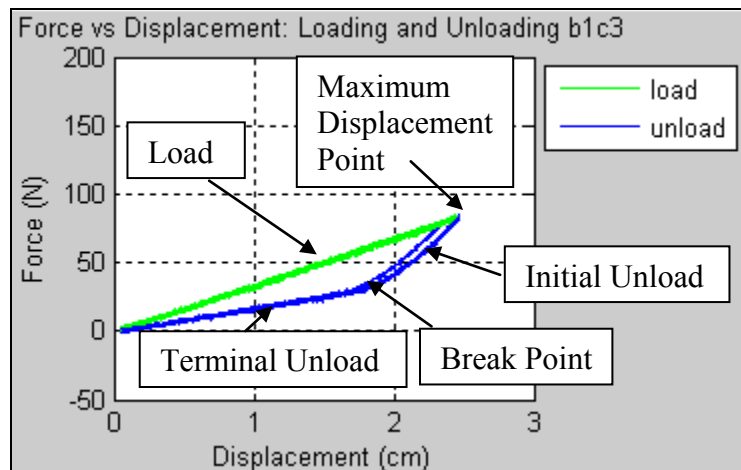 Force vs Displacement: Loading and Unloading b1c3
200
150
100
50
0
-50
Force (N)
0
1
2
3
Displacement (cm)
Load
Maximum
Displacement
Point
Initial Unload
Terminal Unload
Break Point
load
unload